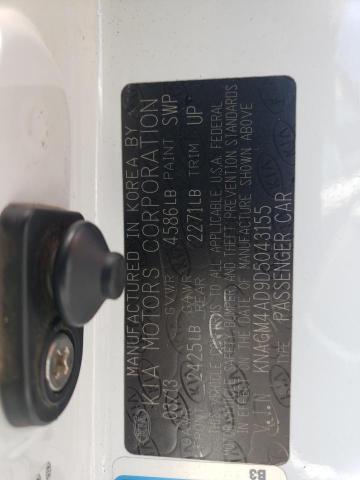 MANUFACTURED IN KOREA BY
KIA MOTORS CORPORATION
03/13 GVWR 4586LB PAINT SWP
2425LB REAR 2271LB TRIM UP
THIS VEHICLE CONFORMS TO ALL APPLICABLE U.S.A. FEDERAL
MOTOR VEHICLE SAFETY BUMPER AND THEFT PREVENTION STANDARDS
IN EFFECT ON THE DATE OF MANUFACTURE SHOWN ABOVE
V.I.N KNAGM4AD9D5043155
TYPE PASSENGER CAR
B3